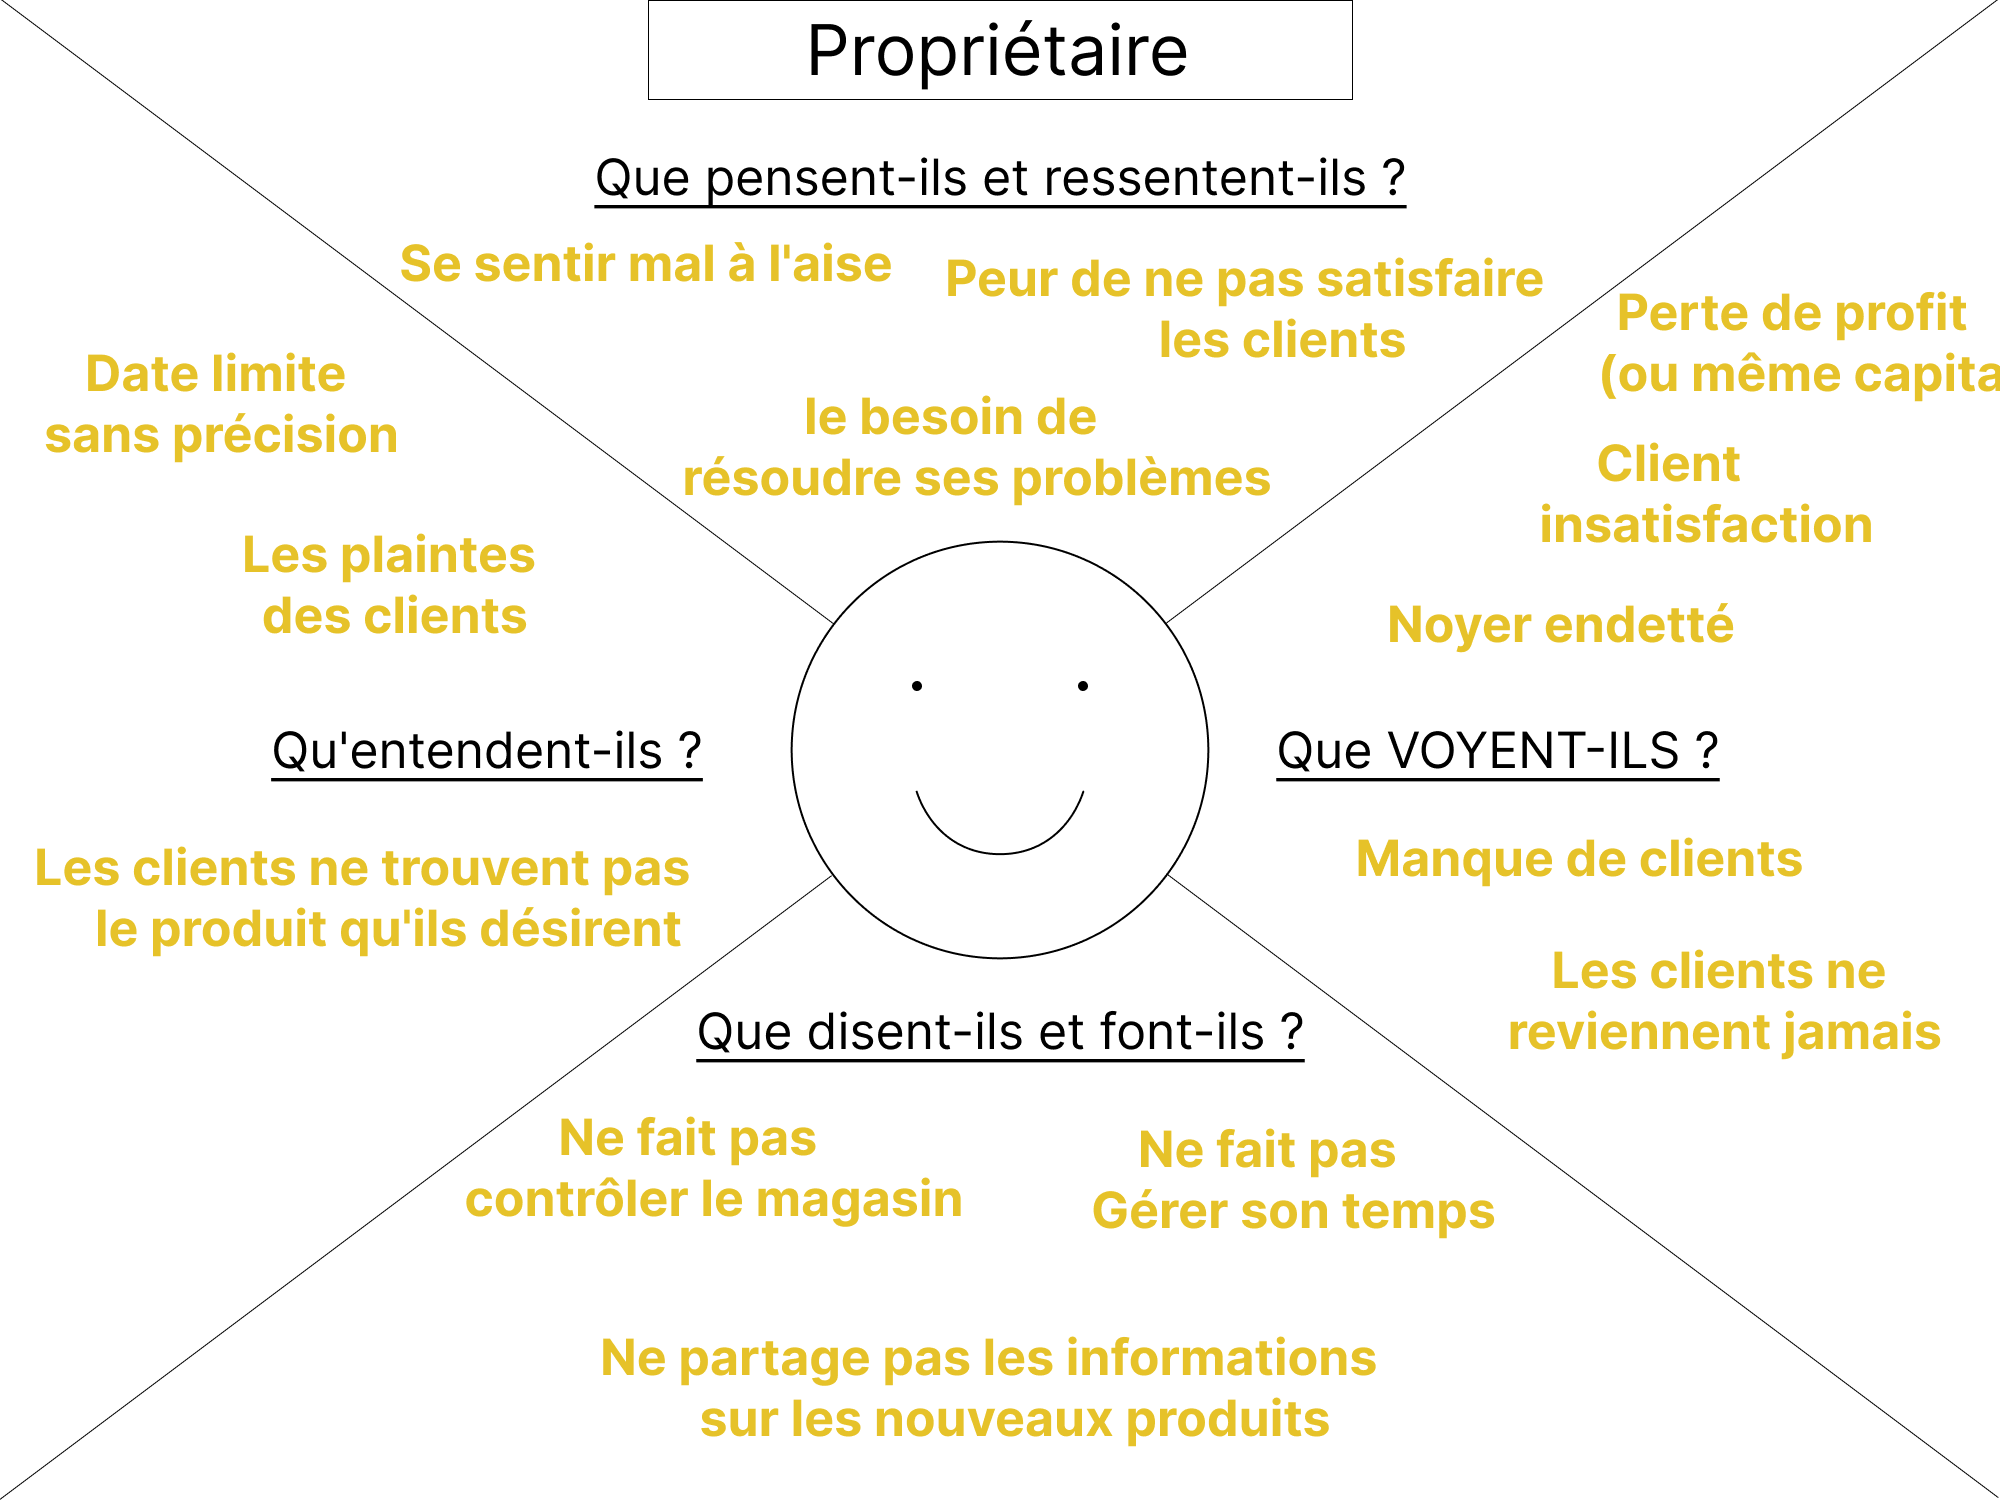 Propriétaire
Que pensent-ils et ressentent-ils ?
Se sentir mal à l'aise
Peur de ne pas satisfaire
les clients
le besoin de
résoudre ses problèmes
Date limite
sans précision
Les plaintes
des clients
Qu'entendent-ils ?
Les clients ne trouvent pas
le produit qu'ils désirent
Perte de profit
(ou même capita
Client
insatisfaction
Noyer endetté
Que VOYENT-ILS ?
Manque de clients
Les clients ne
reviennent jamais
Que disent-ils et font-ils ?
Ne fait pas
contrôler le magasin
Ne fait pas
Gérer son temps
Ne partage pas les informations
sur les nouveaux produits